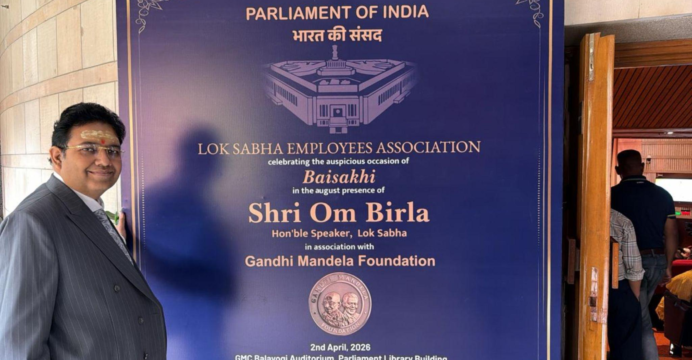 PARLIAMENT OF INDIA
भारत की संसद
LOK SABHA EMPLOYEES ASSOCIATION
celebrating the auspicious occasion of
Baisakhi
in the august presence of
Shri Om Birla
Hon'ble Speaker, Lok Sabha
in association with
Gandhi Mandela Foundation
2nd April, 2026
GMC Balayogi Auditorium, Parliament Library Building